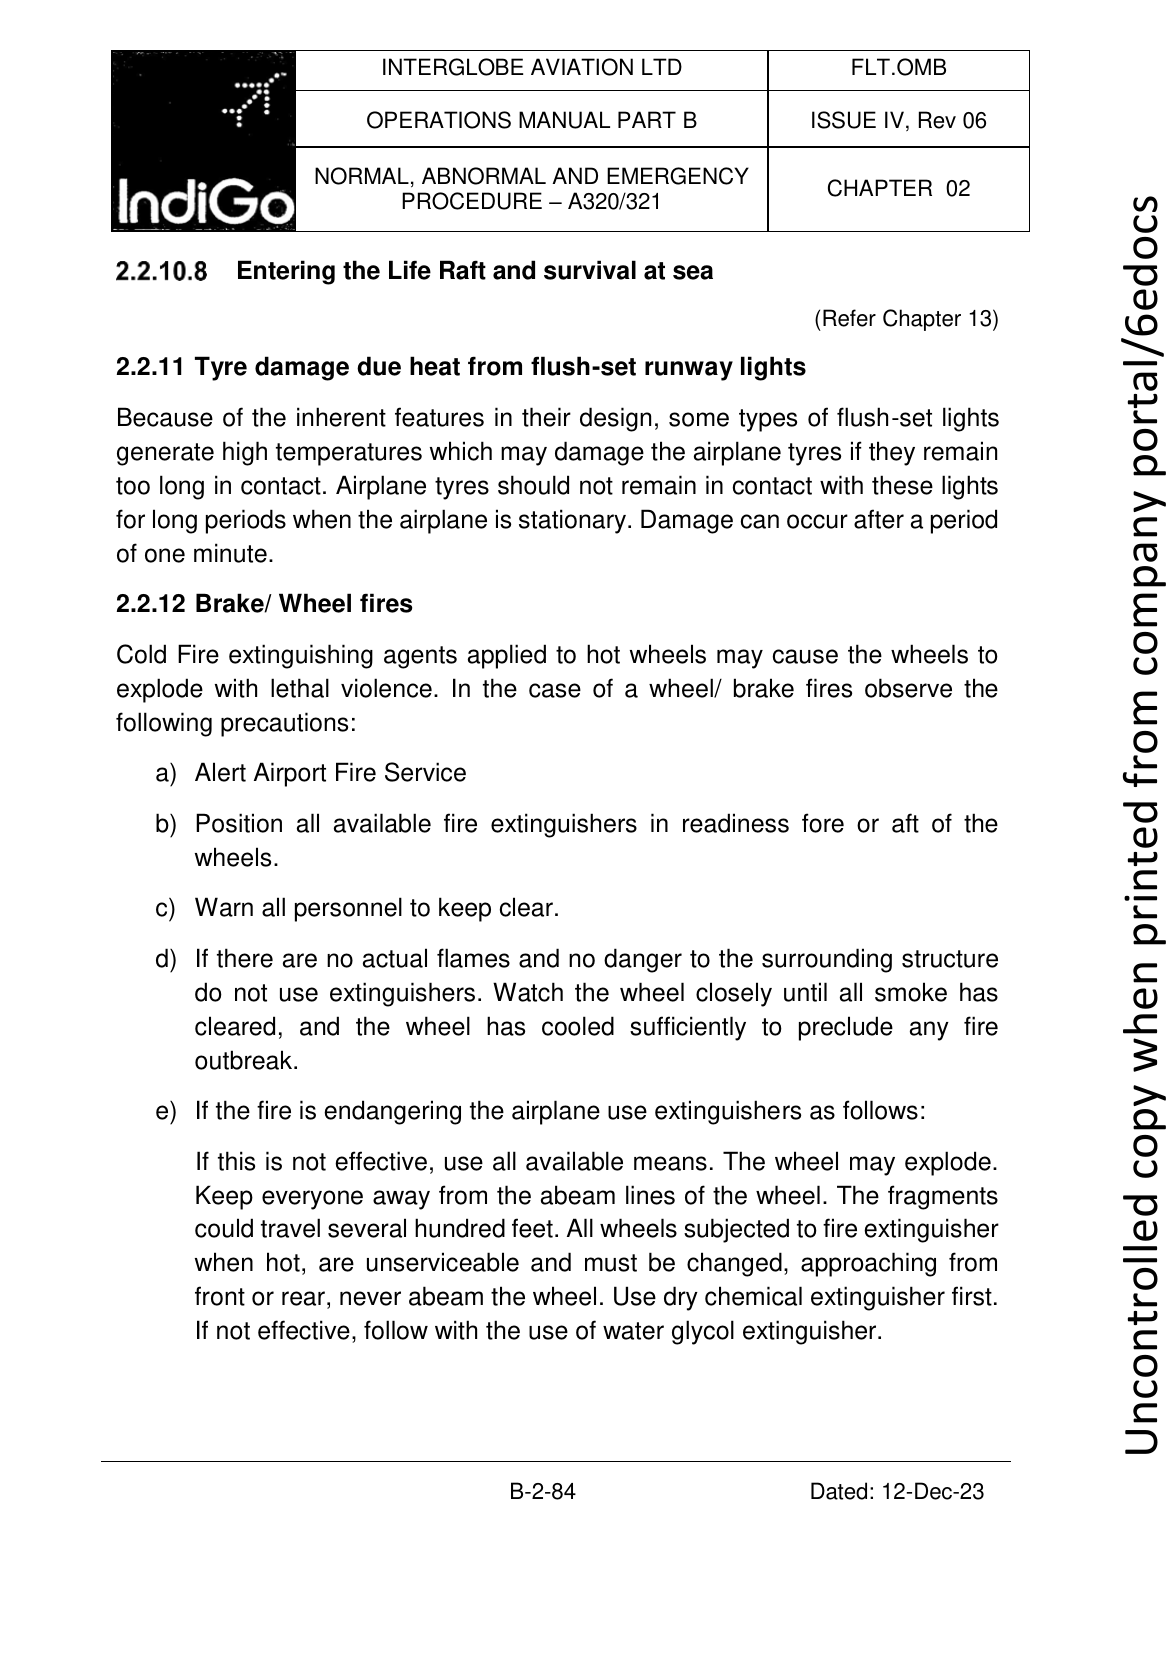 IndiGo
INTERGLOBE AVIATION LTD
FLT.OMB
OPERATIONS MANUAL PART B
ISSUE IV, Rev 06
NORMAL, ABNORMAL AND EMERGENCY
PROCEDURE – A320/321
CHAPTER 02
2.2.10.8 Entering the Life Raft and survival at sea
(Refer Chapter 13)
2.2.11 Tyre damage due heat from flush-set runway lights
Because of the inherent features in their design, some types of flush-set lights
generate high temperatures which may damage the airplane tyres if they remain
too long in contact. Airplane tyres should not remain in contact with these lights
for long periods when the airplane is stationary. Damage can occur after a period
of one minute.
2.2.12 Brake/ Wheel fires
Cold Fire extinguishing agents applied to hot wheels may cause the wheels to
explode with lethal violence. In the case of a wheel/ brake fires observe the
following precautions:
a) Alert Airport Fire Service
b) Position all available fire extinguishers in readiness fore or aft of the
wheels.
c) Warn all personnel to keep clear.
d) If there are no actual flames and no danger to the surrounding structure
do not use extinguishers. Watch the wheel closely until all smoke has
cleared, and the wheel has cooled sufficiently to preclude any fire
outbreak.
e) If the fire is endangering the airplane use extinguishers as follows:
If this is not effective, use all available means. The wheel may explode.
Keep everyone away from the abeam lines of the wheel. The fragments
could travel several hundred feet. All wheels subjected to fire extinguisher
when hot, are unserviceable and must be changed, approaching from
front or rear, never abeam the wheel. Use dry chemical extinguisher first.
If not effective, follow with the use of water glycol extinguisher.
B-2-84
Dated: 12-Dec-23
Uncontrolled copy when printed from company portal/6edocs